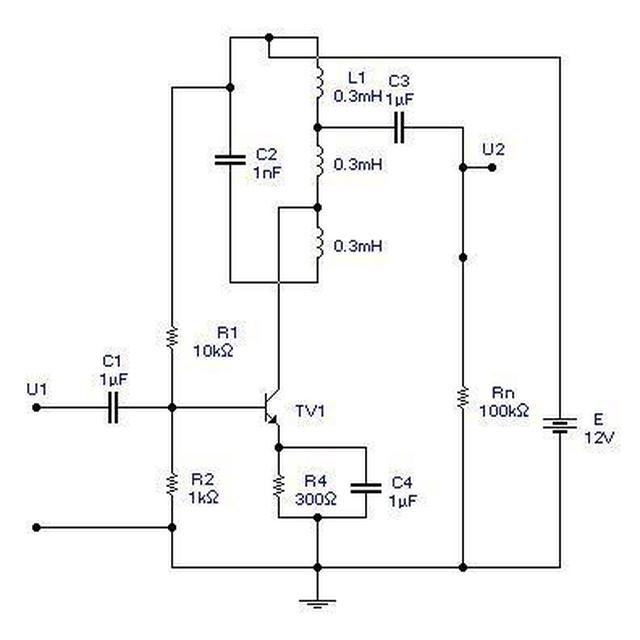 L1
0.3mH
C3
1µF
C2
1nF
0.3mH
U2
0.3mH
R1
10kΩ
C1
1µF
U1
TV1
Rn
100kΩ
E
12V
R2
1kΩ
R4
300Ω
C4
1µF